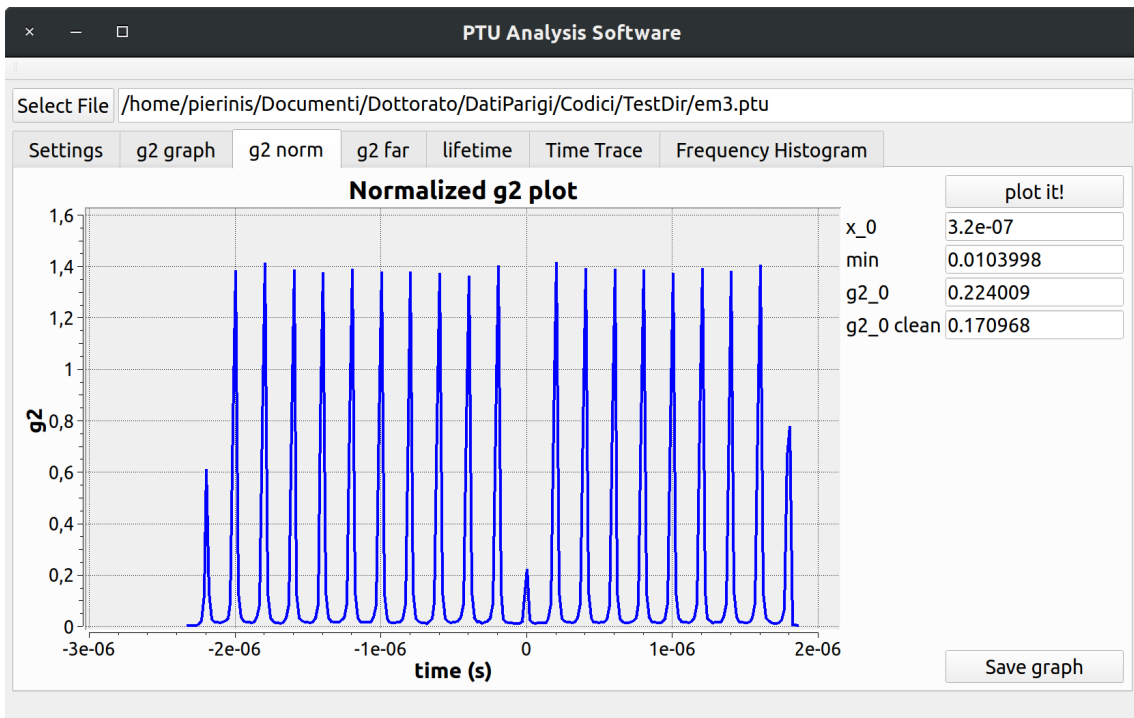 PTU Analysis Software
Select File /home/pierinis/Documenti/Dottorato/DatiParigi/Codici/TestDir/em3.ptu
Settings g2 graph g2 norm g2 far lifetime Time Trace Frequency Histogram
Normalized g2 plot
plot it!
x_0 3.2e-07
min 0.0103998
g2_0 0.224009
g2_0 clean 0.170968
g2
1,6
1,4
1,2
1
0,8
0,6
0,4
0,2
0
-3e-06 -2e-06 -1e-06 0 1e-06 2e-06
time (s)
Save graph